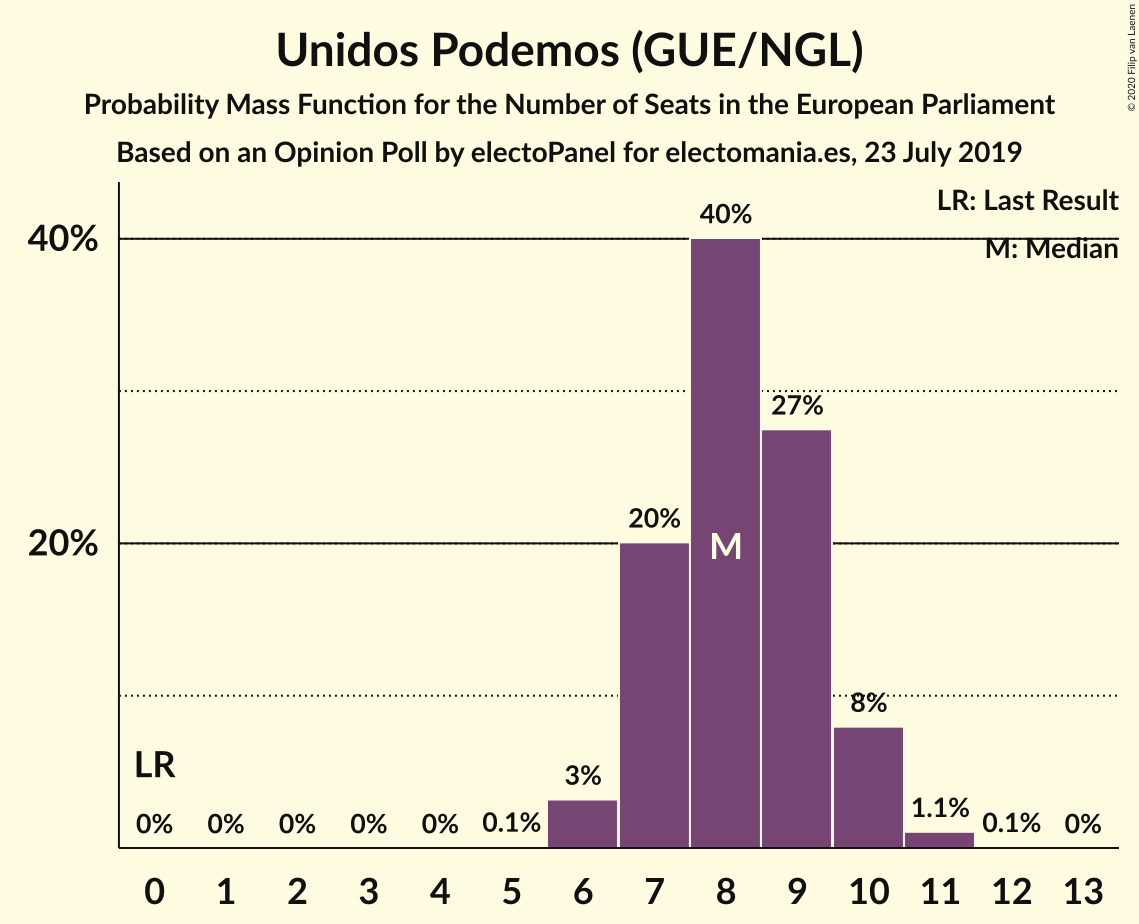 Unidos Podemos (GUE/NGL)
Probability Mass Function for the Number of Seats in the European Parliament
Based on an Opinion Poll by electoPanel for electomania.es, 23 July 2019
© 2020 Filip van Laenen
LR: Last Result
M: Median
40%
20%
40%
27%
20%
M
8%
LR
3%
1.1%
0% 0% 0% 0% 0% 0.1% 0.1% 0%
0 1 2 3 4 5 6 7 8 9 10 11 12 13